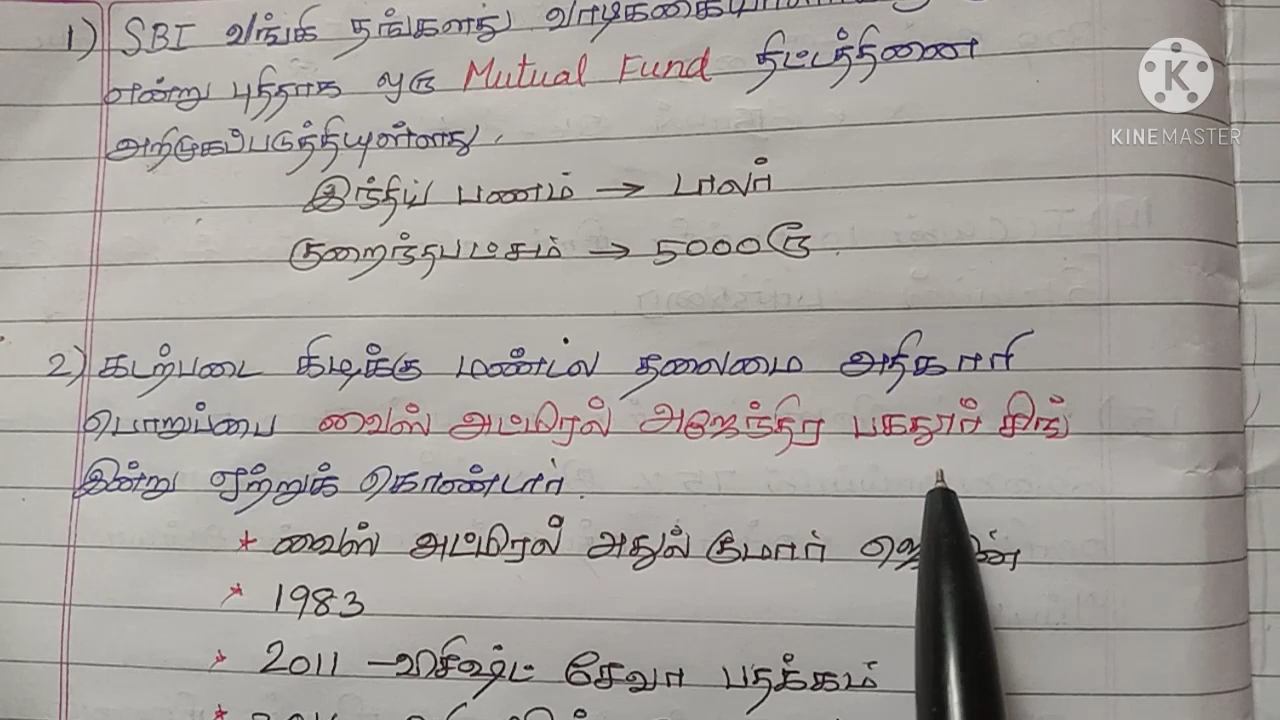 1) SBI வங்கி தங்களது
என்று புதிதாக ஒரு Mutual Fund திட்டத்தினை
அறிமுகப்படுத்தியுள்ளது.
இந்திய பணம் → டாலர்
குறைந்தபட்சம் → 5000ரூ.
2) கடற்படை கிழக்கு மண்டல தலைமை அதிகாரி
பொறுப்பை வைஸ் அட்மிரல் அஜேந்திர பகதூர் சிங்
இன்று ஏற்றுக் கொண்டார்.
* வைஸ் அட்மிரல் அதுல் குமார்
* 1983
* 2011 - விசிஷ்ட் சேவா பதக்கம்
K
KINEMASTER